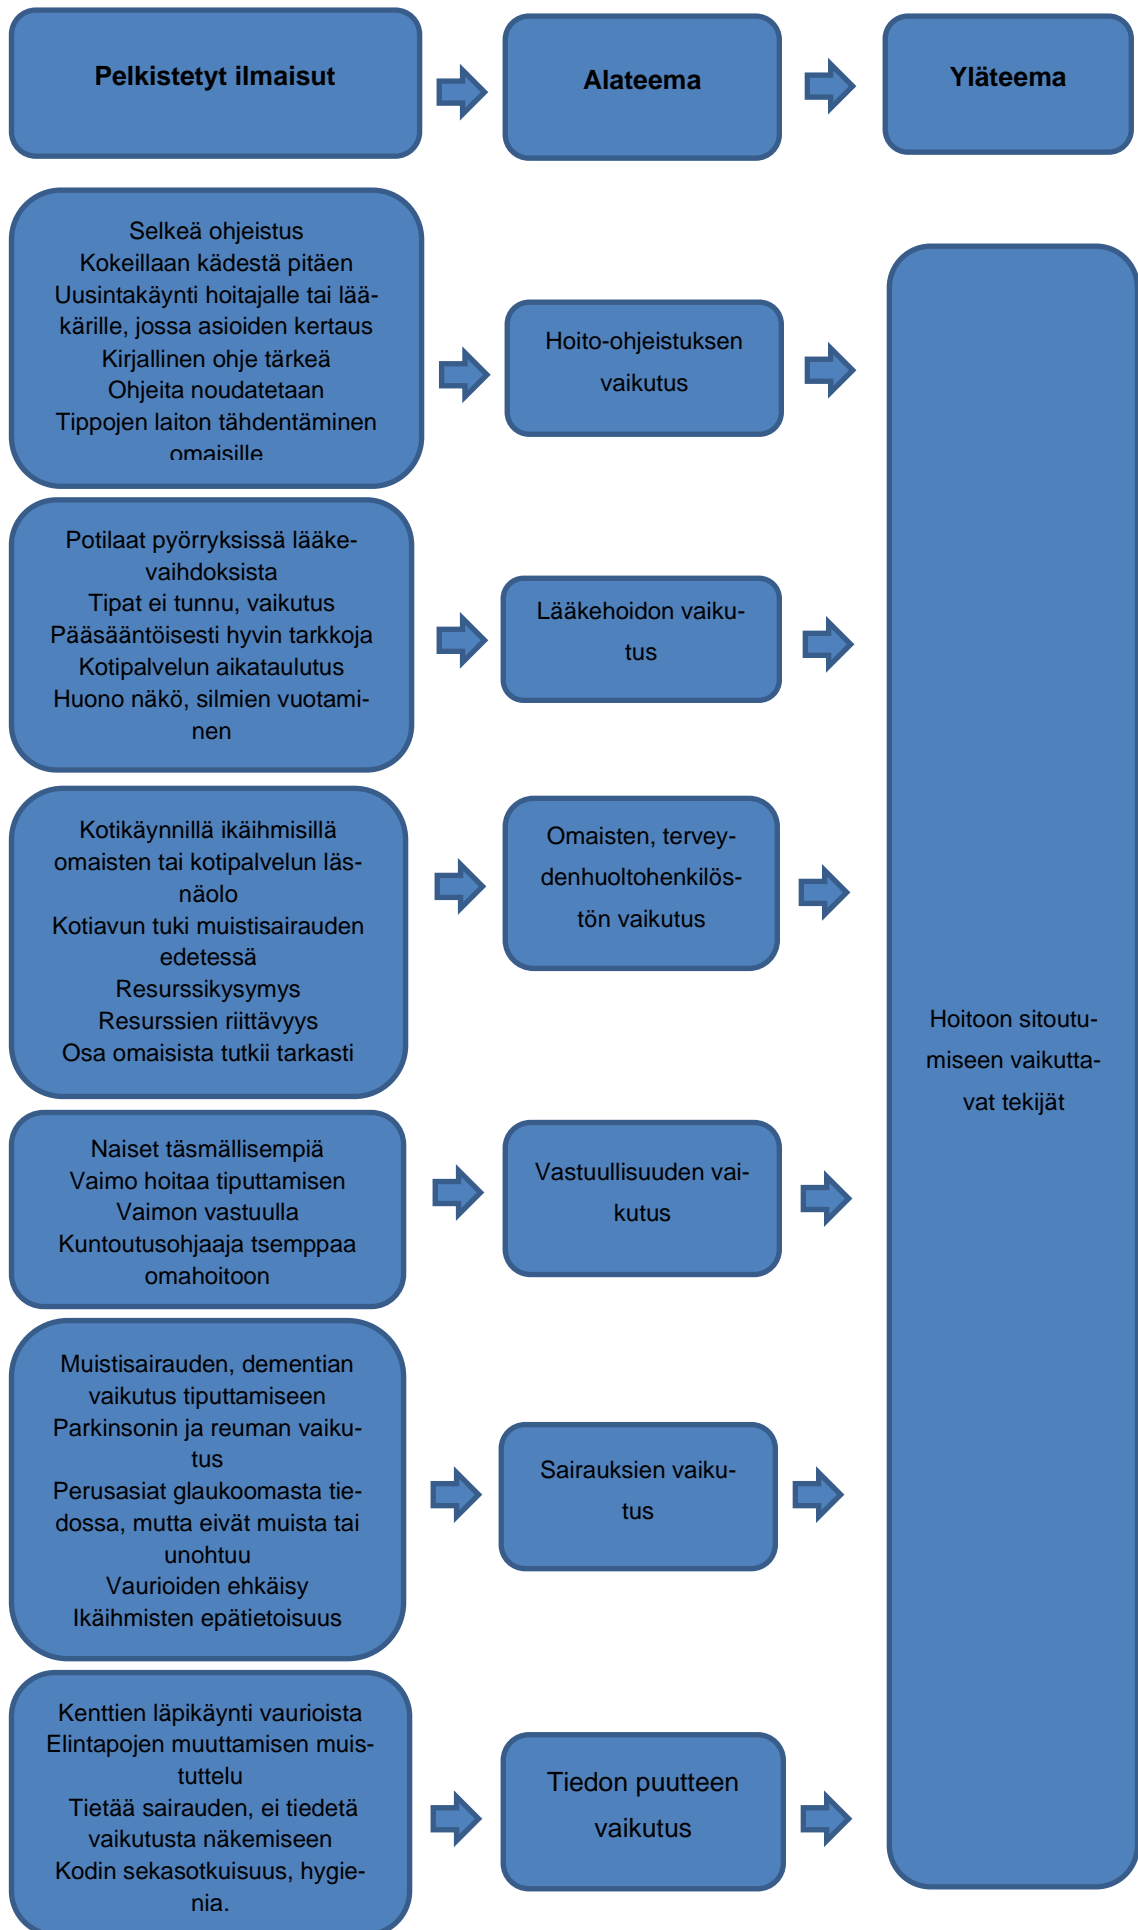 Pelkistetyt ilmaisut
Alateema
Yläteema
Selkeä ohjeistus
Kokeillaan kädestä pitäen
Uusintakäynti hoitajalle tai lää-
kärille, jossa asioiden kertaus
Kirjallinen ohje tärkeä
Ohjeita noudatetaan
Tippojen laiton tähdentäminen
omaisille
Hoito-ohjeistuksen
vaikutus
Potilaat pyörryksissä lääke-
vaihdoksista
Tipat ei tunnu, vaikutus
Pääsääntöisesti hyvin tarkkoja
Kotipalvelun aikataulutus
Huono näkö, silmien vuotami-
nen
Lääkehoidon vaiku-
tus
Kotikäynnillä ikäihmisillä
omaisten tai kotipalvelun läs-
näolo
Kotiavun tuki muistisairauden
edetessä
Resurssikysymys
Resurssien riittävyys
Osa omaisista tutkii tarkasti
Omaisten, tervey-
denhuoltohenkilös-
tön vaikutus
Hoitoon sitoutu-
miseen vaikutta-
vat tekijät
Naiset täsmällisempiä
Vaimo hoitaa tiputtamisen
Vaimon vastuulla
Kuntoutusohjaaja tsemppaa
omahoitoon
Vastuullisuuden vai-
kutus
Muistisairauden, dementian
vaikutus tiputtamiseen
Parkinsonin ja reuman vaiku-
tus
Perusasiat glaukoomasta tie-
dossa, mutta eivät muista tai
unohtuu
Vaurioiden ehkäisy
Ikäihmisten epätietoisuus
Sairauksien vaiku-
tus
Kenttien läpikäynti vaurioista
Elintapojen muuttamisen muis-
tuttelu
Tietää sairauden, ei tiedetä
vaikutusta näkemiseen
Kodin sekasotkuisuus, hygie-
nia.
Tiedon puutteen
vaikutus